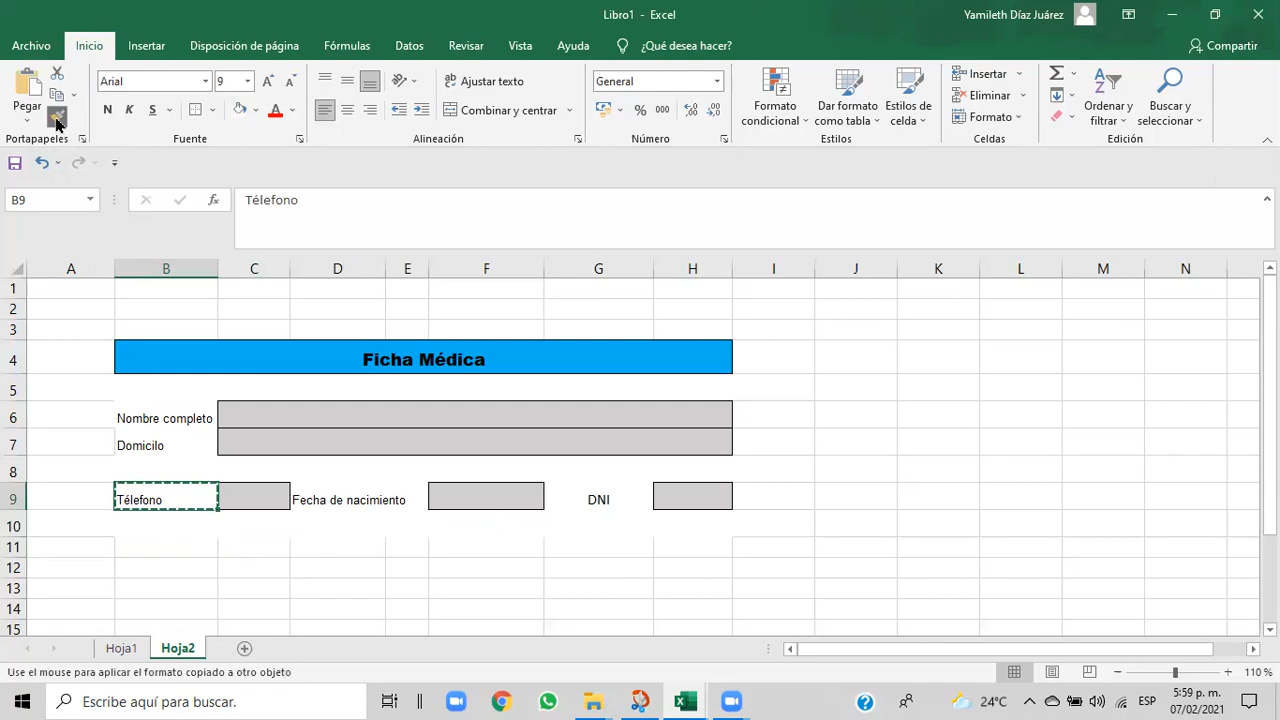 Libro1 - Excel
Yamileth Díaz Juárez
Archivo
Inicio
Insertar
Disposición de página
Fórmulas
Datos
Revisar
Vista
Ayuda
¿Qué desea hacer?
Compartir
Pegar
Portapapeles
Arial
9
N
K
S
A
Fuente
Ajustar texto
Combinar y centrar
Alineación
General
%
000
Número
Formato
condicional
Dar formato
como tabla
Estilos de
celda
Estilos
Insertar
Eliminar
Formato
Celdas
Ordenar y
filtrar
Buscar y
seleccionar
Edición
B9
fx
Télefono
A B C D E F G H I J K L M N
1
2
3
4 Ficha Médica
5
6 Nombre completo
7 Domicilo
8
9 Télefono Fecha de nacimiento DNI
10
11
12
13
14
15
Hoja1
Hoja2
Use el mouse para aplicar el formato copiado a otro objeto
110 %
Escribe aquí para buscar.
24°C
ESP
5:59 p. m.
07/02/2021